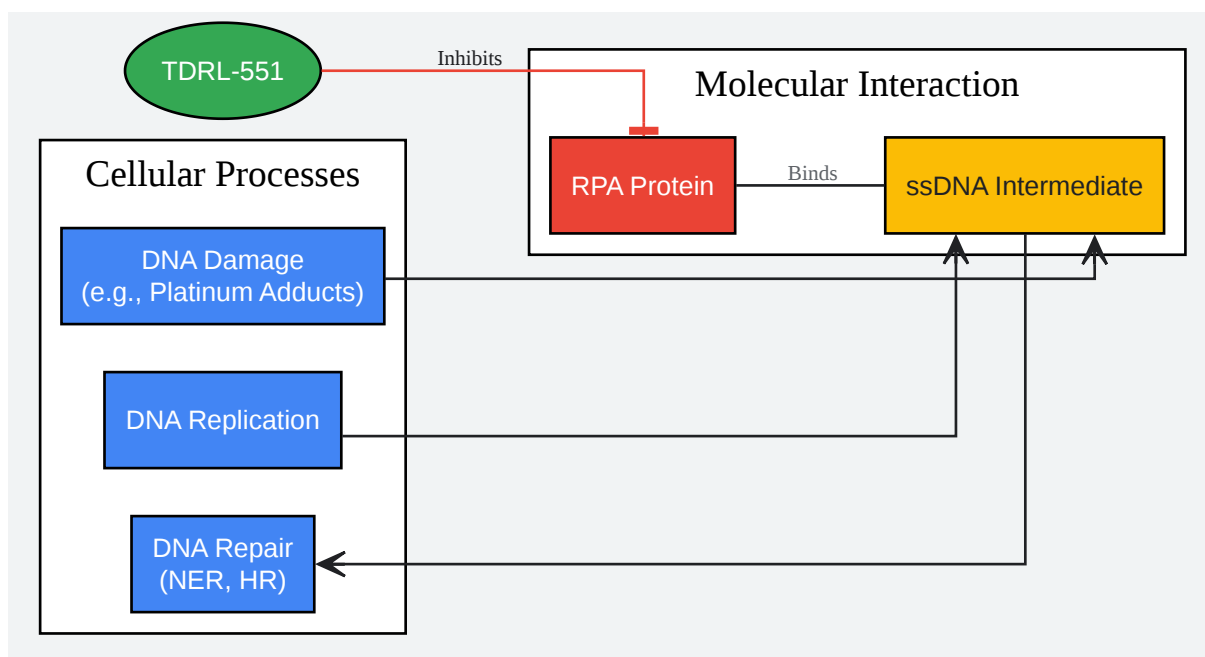 TDRL-551
Inhibits
Molecular Interaction
RPA Protein
Binds
ssDNA Intermediate
Cellular Processes
DNA Damage
(e.g., Platinum Adducts)
DNA Replication
DNA Repair
(NER, HR)